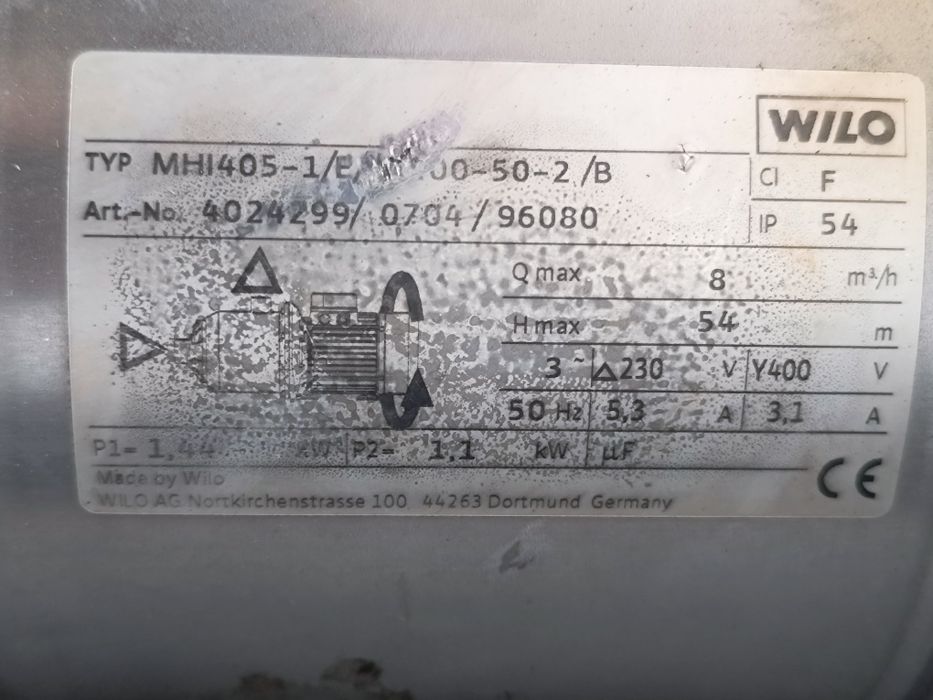 WILO
TYP MHI405-1/E/ 00-50-2/B
Cl F
Art.-No. 4024299/ 0704/96080
IP 54
Q max 8 m³/h
H max 54 m
3 ~ △230 V Y400 V
50 Hz 5,3 A 3,1 A
P1= 1,44 kW P2= 1,1 kW µF
Made by Wilo
WILO AG Nortkirchenstrasse 100 44263 Dortmund Germany
CE